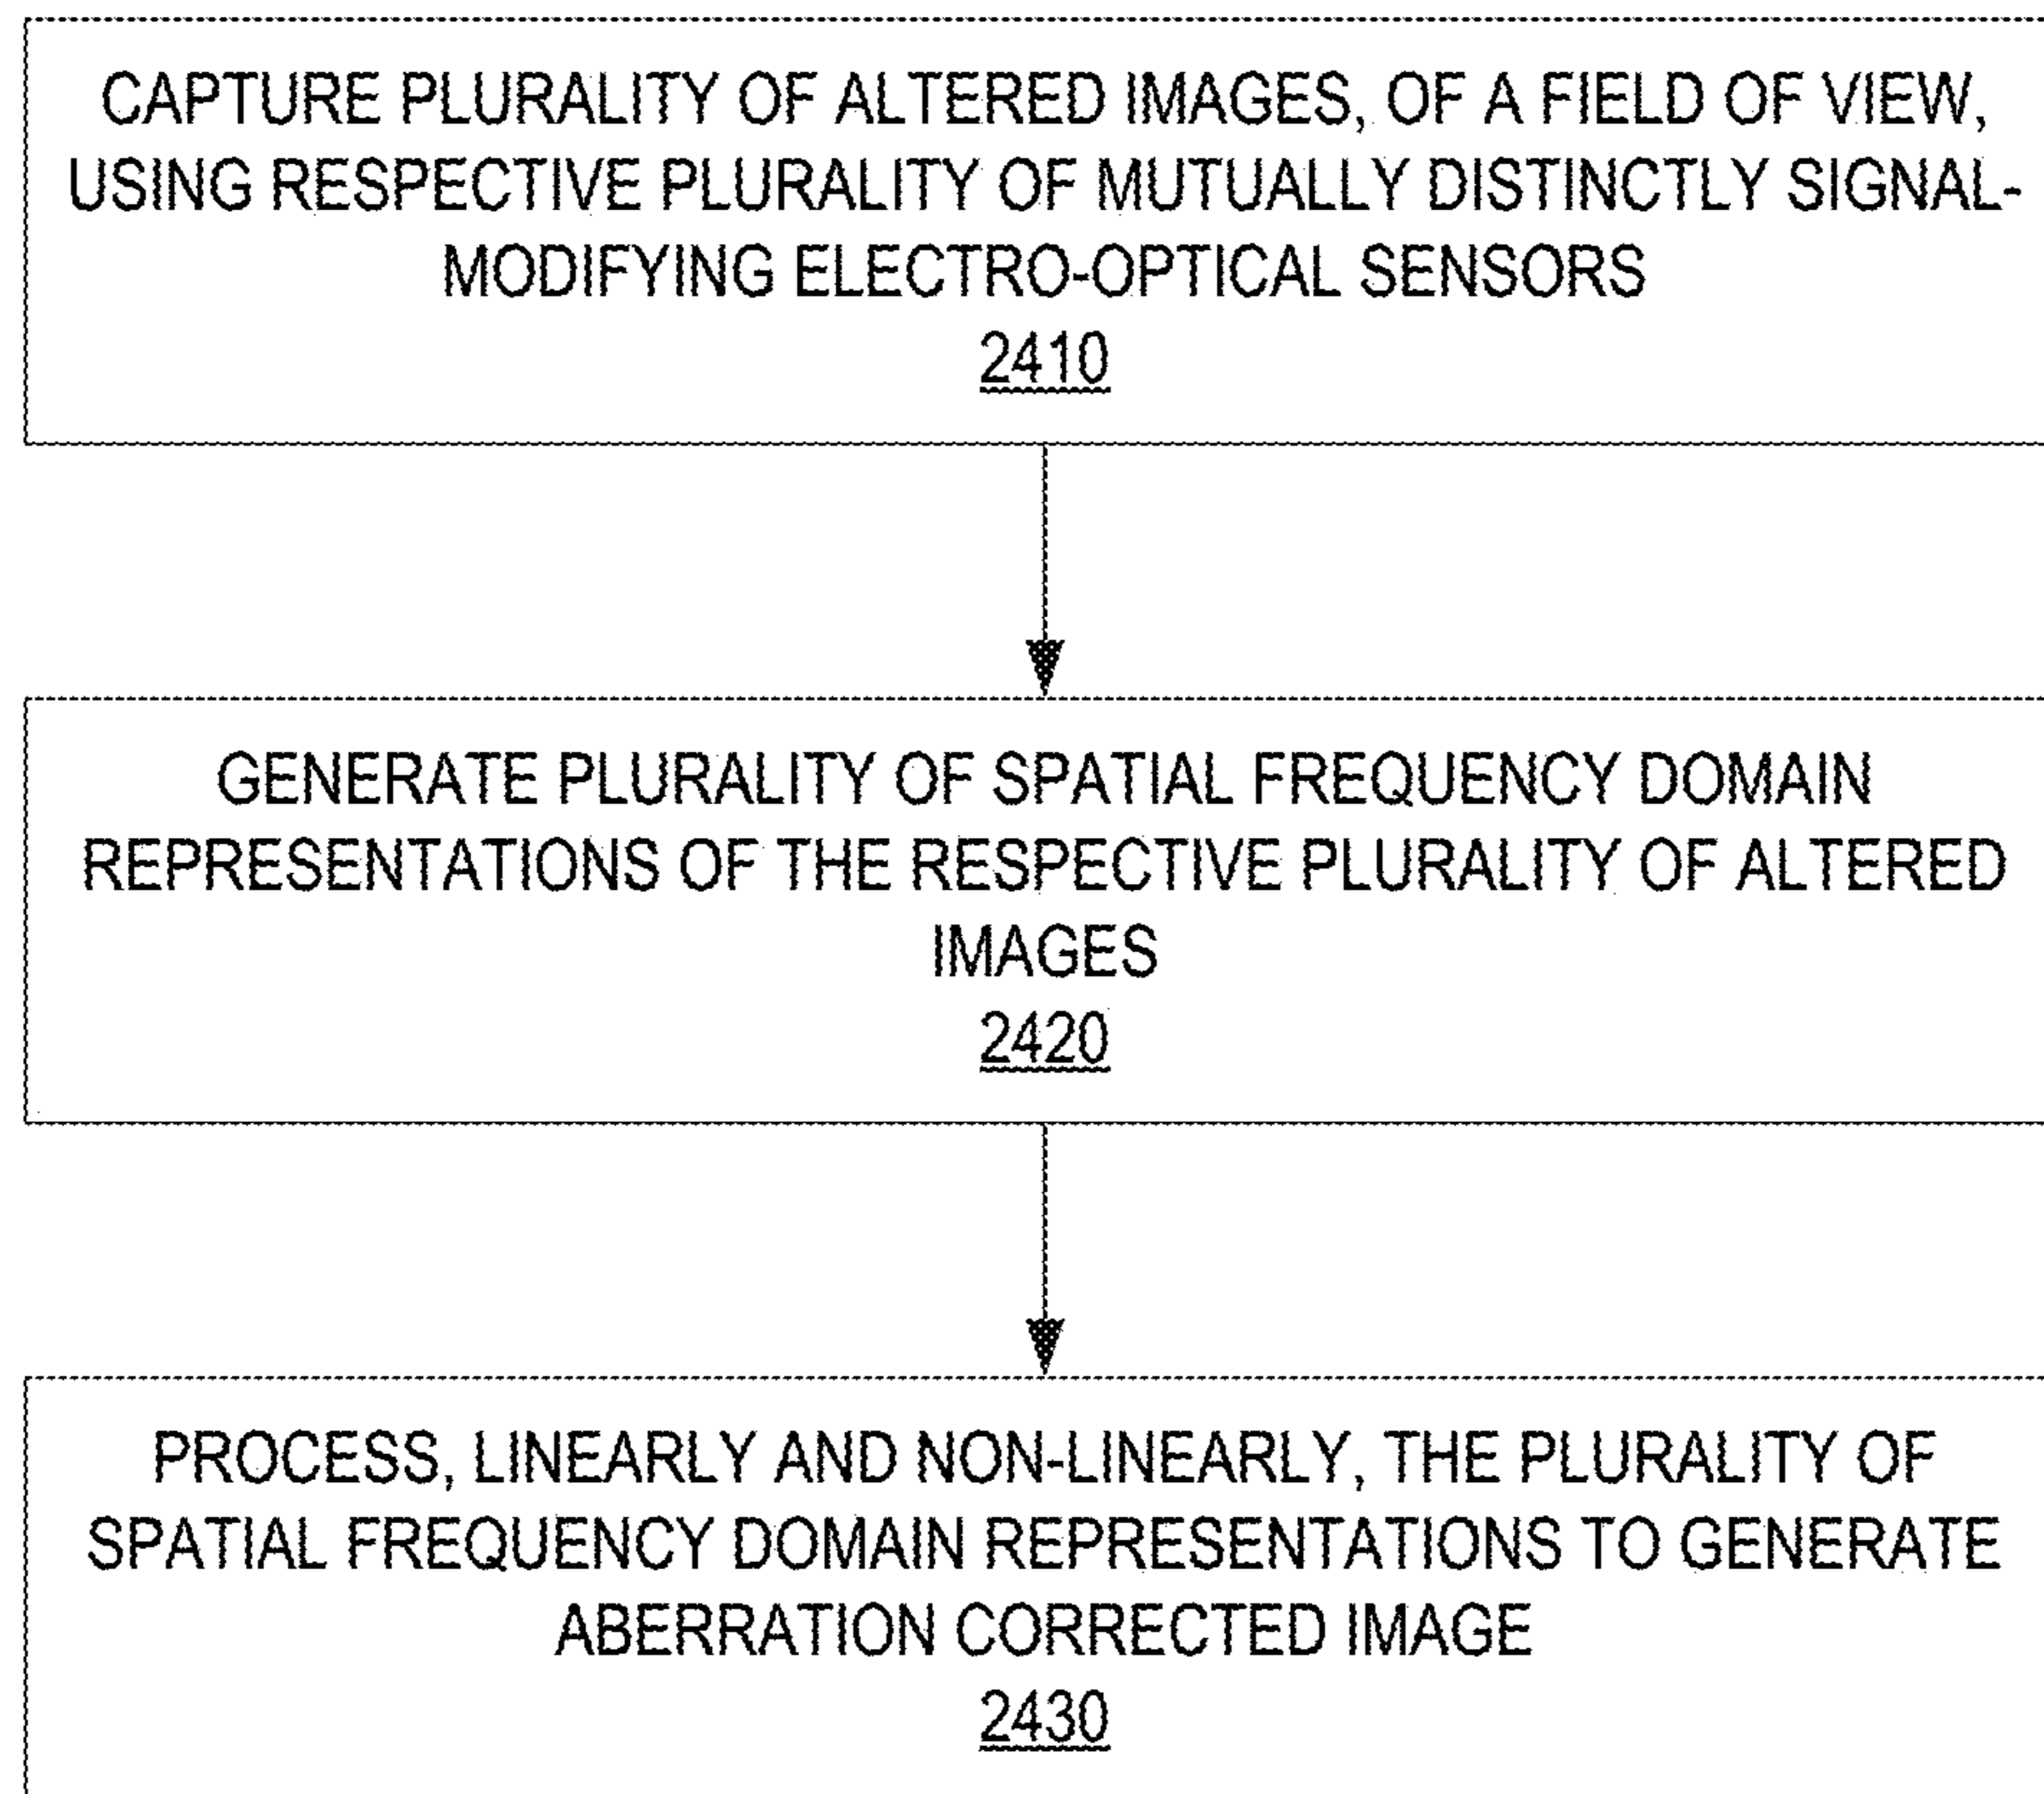 CAPTURE PLURALITY OF ALTERED IMAGES, OF A FIELD OF VIEW,
USING RESPECTIVE PLURALITY OF MUTUALLY DISTINCTLY SIGNAL-
MODIFYING ELECTRO-OPTICAL SENSORS
2410
GENERATE PLURALITY OF SPATIAL FREQUENCY DOMAIN
REPRESENTATIONS OF THE RESPECTIVE PLURALITY OF ALTERED
IMAGES
2420
PROCESS, LINEARLY AND NON-LINEARLY, THE PLURALITY OF
SPATIAL FREQUENCY DOMAIN REPRESENTATIONS TO GENERATE
ABERRATION CORRECTED IMAGE
2430